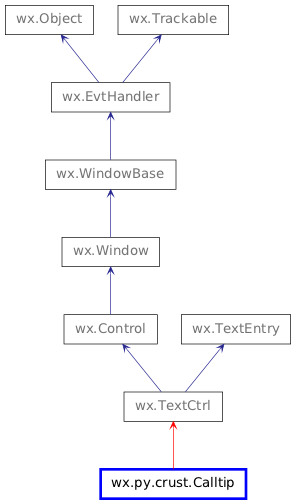 wx.Object
wx.Trackable
wx.EvtHandler
wx.WindowBase
wx.Window
wx.Control
wx.TextEntry
wx.TextCtrl
wx.py.crust.Calltip